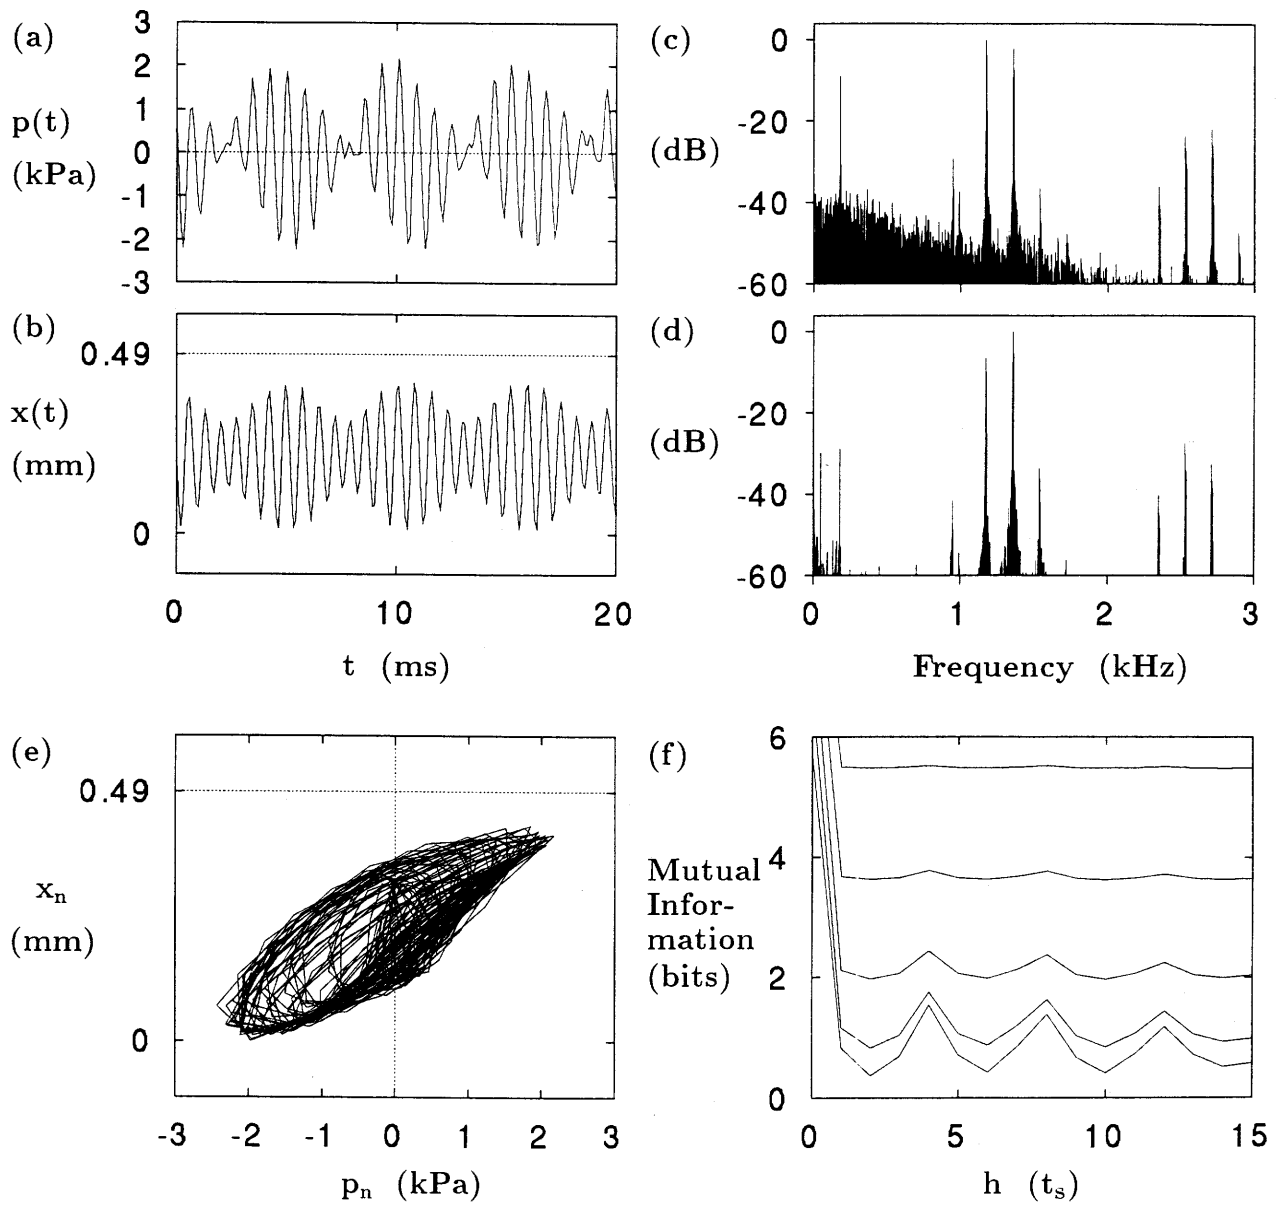 (a)
p(t)
(kPa)
3
2
1
0
-1
-2
-3
(b)
0.49
x(t)
(mm)
0
0 10 20
t (ms)
(c)
0
-20
(dB)
-40
-60
(d)
0
-20
(dB)
-40
-60
0 1 2 3
Frequency (kHz)
(e)
0.49
xₙ
(mm)
0
-3 -2 -1 0 1 2 3
pₙ (kPa)
(f)
6
4
Mutual
Infor-
mation
(bits)
2
0
0 5 10 15
h (tₛ)